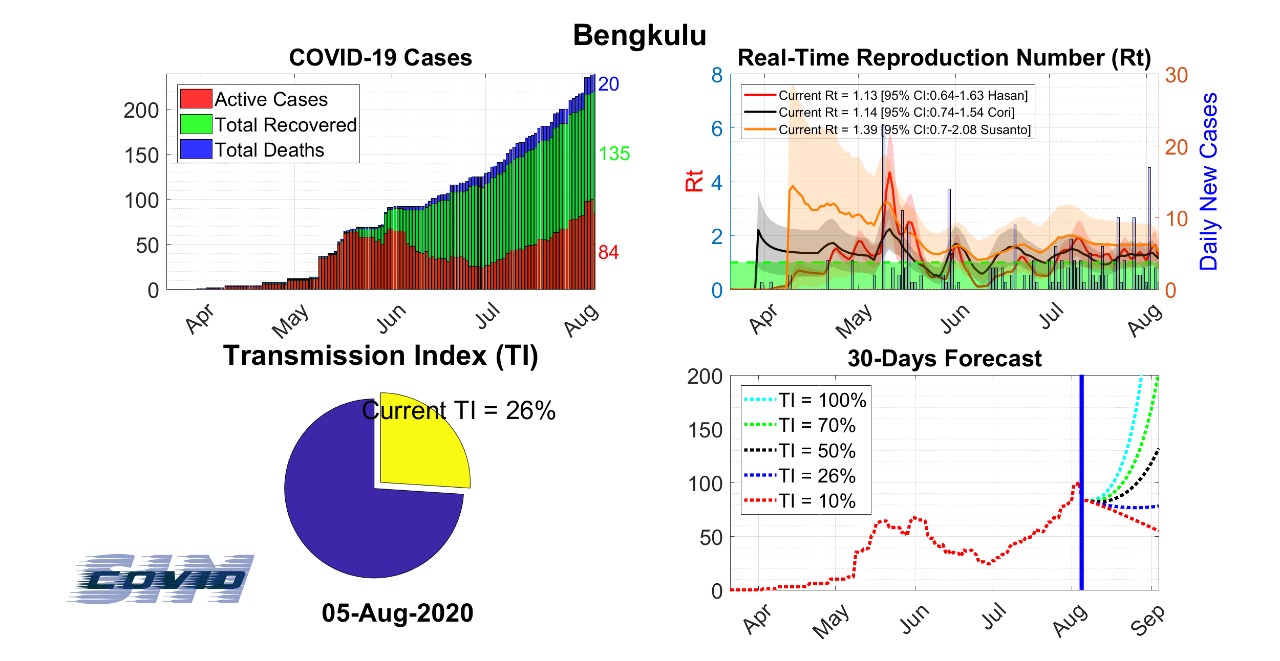 Bengkulu
COVID-19 Cases
Active Cases
Total Recovered
Total Deaths
200
150
100
50
0
20
135
84
Apr
May
Jun
Jul
Aug
Real-Time Reproduction Number (Rt)
Current Rt = 1.13 [95% CI:0.64-1.63 Hasan]
Current Rt = 1.14 [95% CI:0.74-1.54 Cori]
Current Rt = 1.39 [95% CI:0.7-2.08 Susanto]
Rt
8
6
4
2
0
30
20
10
0
Daily New Cases
Apr
May
Jun
Jul
Aug
Transmission Index (TI)
Current TI = 26%
30-Days Forecast
TI = 100%
TI = 70%
TI = 50%
TI = 26%
TI = 10%
200
150
100
50
0
Apr
May
Jun
Jul
Aug
Sep
SIM
COVID
05-Aug-2020